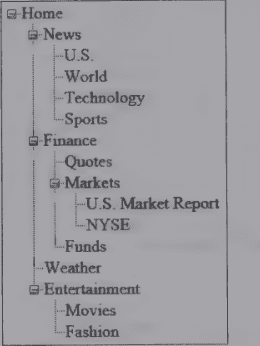 Home
News
U.S.
World
Technology
Sports
Finance
Quotes
Markets
U.S. Market Report
NYSE
Funds
Weather
Entertainment
Movies
Fashion